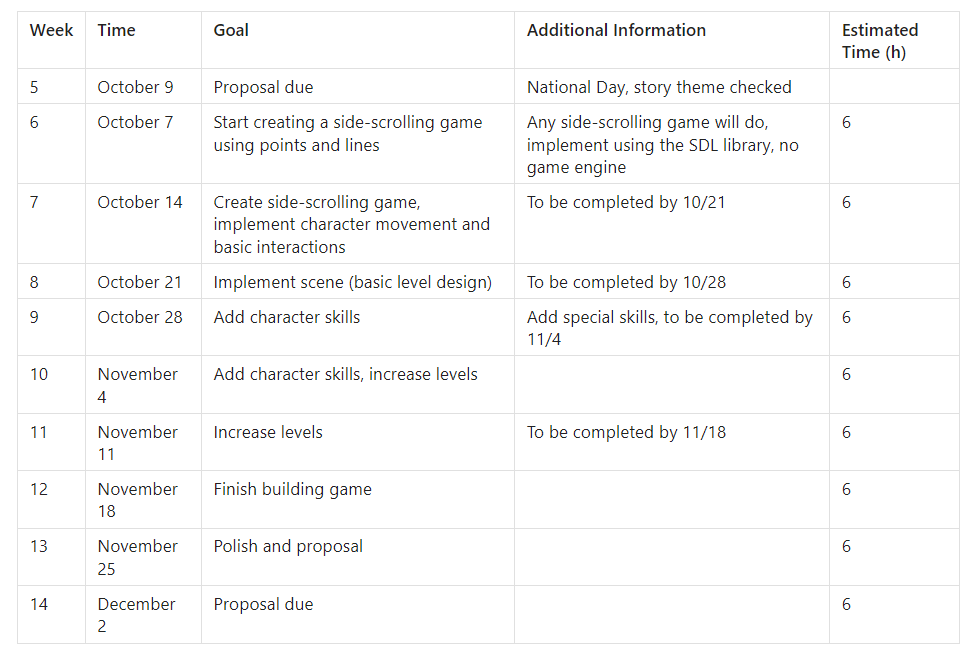 Week Time Goal Additional Information Estimated
Time (h)
5 October 9 Proposal due National Day, story theme checked
6 October 7 Start creating a side-scrolling game Any side-scrolling game will do, 6
using points and lines implement using the SDL library, no
game engine
7 October 14 Create side-scrolling game, To be completed by 10/21 6
implement character movement and
basic interactions
8 October 21 Implement scene (basic level design) To be completed by 10/28 6
9 October 28 Add character skills Add special skills, to be completed by 6
11/4
10 November Add character skills, increase levels 6
4
11 November Increase levels To be completed by 11/18 6
11
12 November Finish building game 6
18
13 November Polish and proposal 6
25
14 December Proposal due 6
2